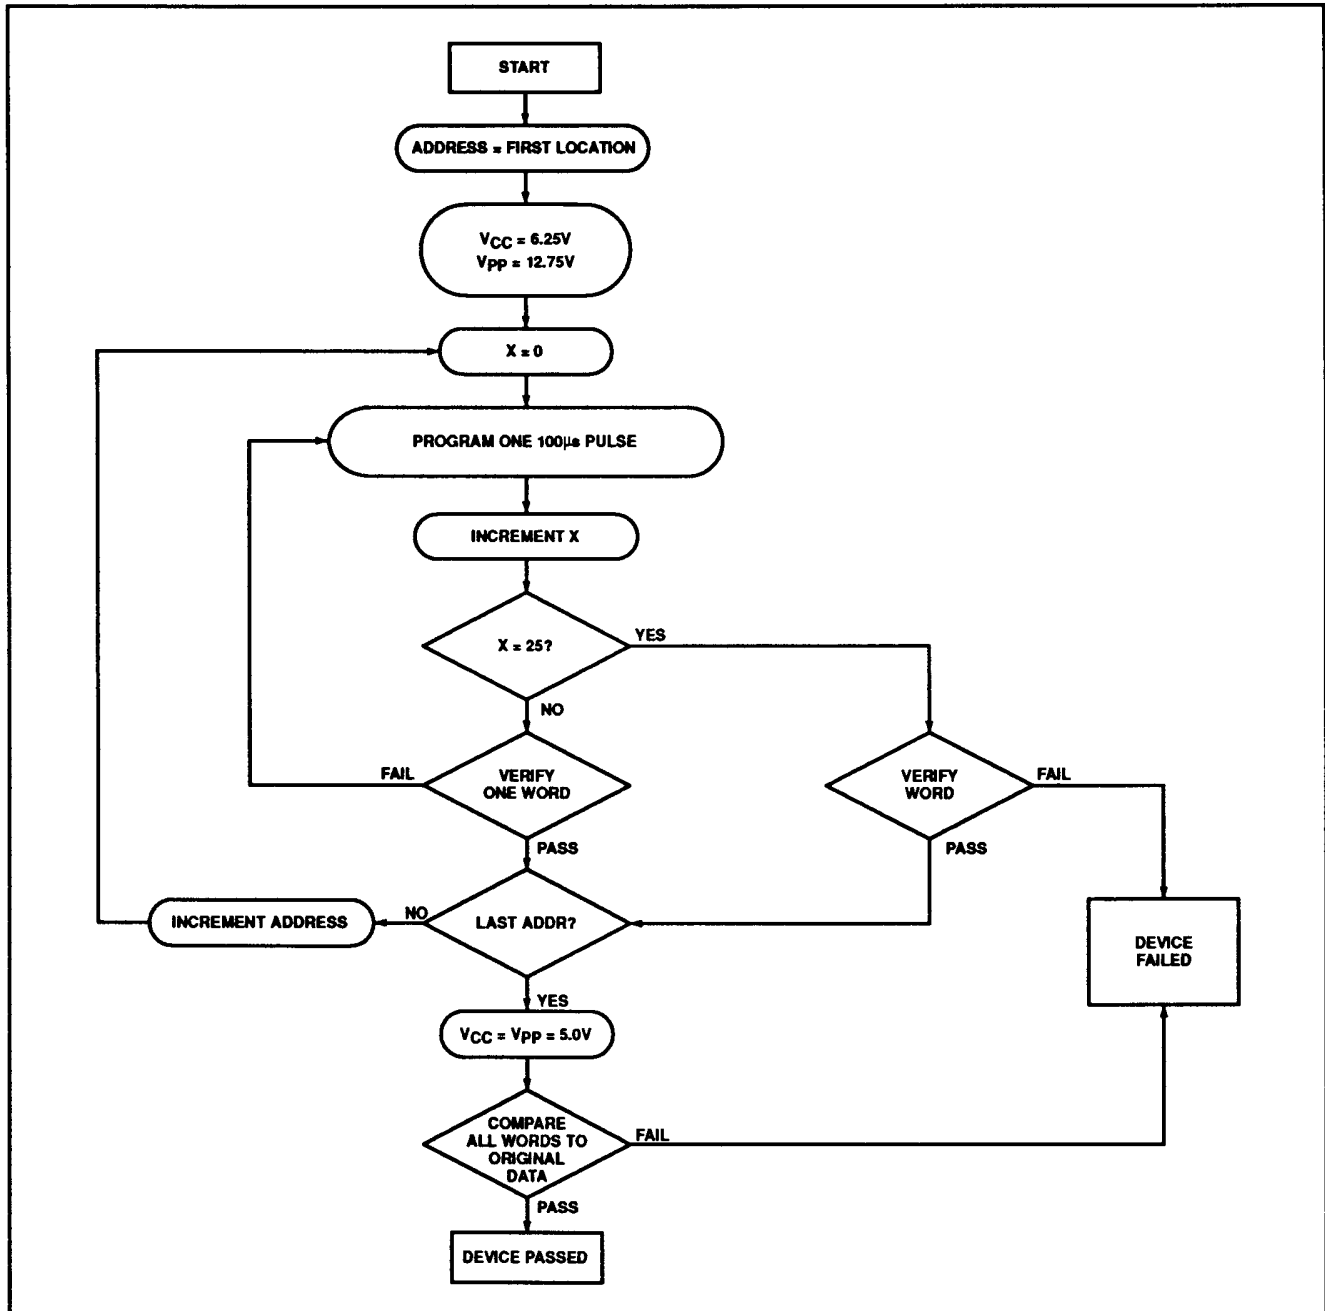 START
ADDRESS = FIRST LOCATION
VCC = 6.25V
VPP = 12.75V
X = 0
PROGRAM ONE 100μs PULSE
INCREMENT X
X = 25?
YES
NO
VERIFY
ONE WORD
FAIL
PASS
VERIFY
WORD
FAIL
PASS
LAST ADDR?
NO
INCREMENT ADDRESS
YES
DEVICE
FAILED
VCC = VPP = 5.0V
COMPARE
ALL WORDS TO
ORIGINAL
DATA
FAIL
PASS
DEVICE PASSED